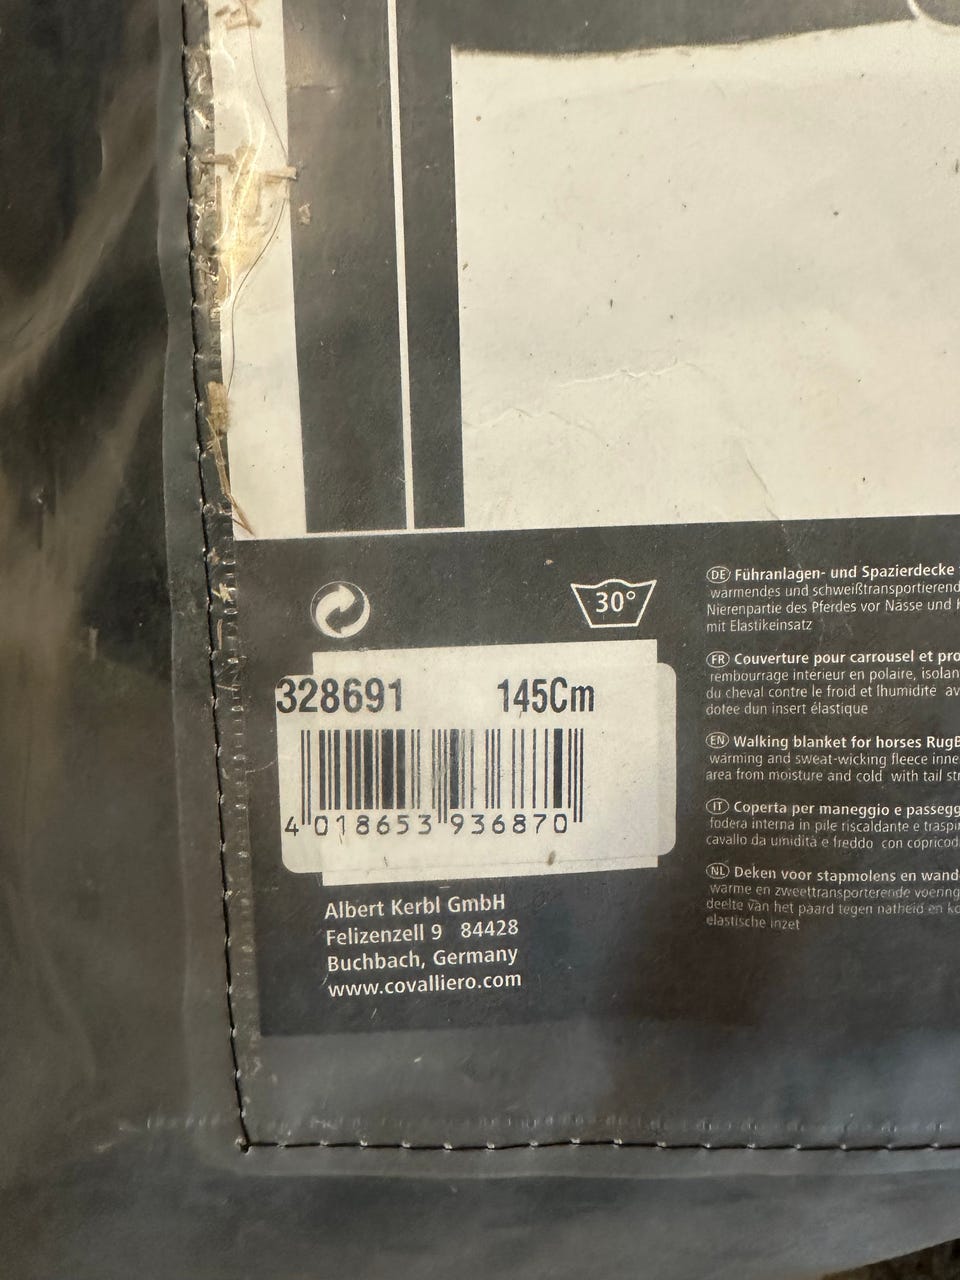 30°
328691 145Cm
4 018653 936870
Albert Kerbl GmbH
Felizenzell 9 84428
Buchbach, Germany
www.covalliero.com
DE Führanlagen- und Spazierdecke
wärmendes und schweißtransportierend
Nierenpartie des Pferdes vor Nässe und
mit Elastikeinsatz
FR Couverture pour carrousel et pro
rembourrage intérieur en polaire, isolan
du cheval contre le froid et lhumidité av
dotée dun insert élastique
EN Walking blanket for horses RugB
warming and sweat-wicking fleece inne
area from moisture and cold with tail st
IT Coperta per maneggio e passegg
fodera interna in pile riscaldante e traspi
cavallo da umidità e freddo con copricod
NL Deken voor stapmolens en wand
warme en zweettransporterende voering
deelte van het paard tegen natheid en ko
elastische inzet